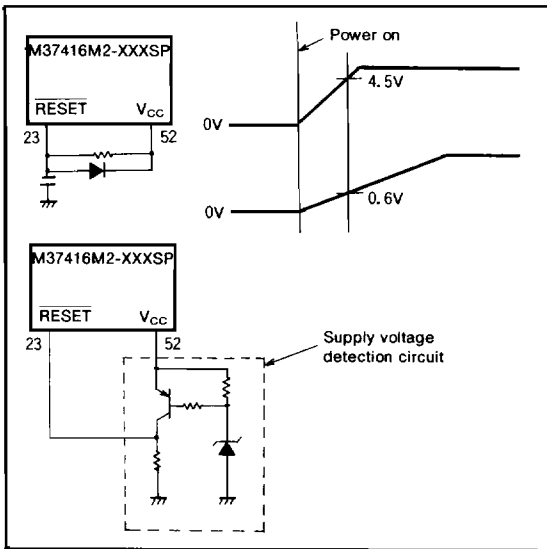 M37416M2-XXXSP
RESET VCC
23 52
Power on
4.5V
0V
0.6V
0V
M37416M2-XXXSP
RESET VCC
23 52
Supply voltage
detection circuit